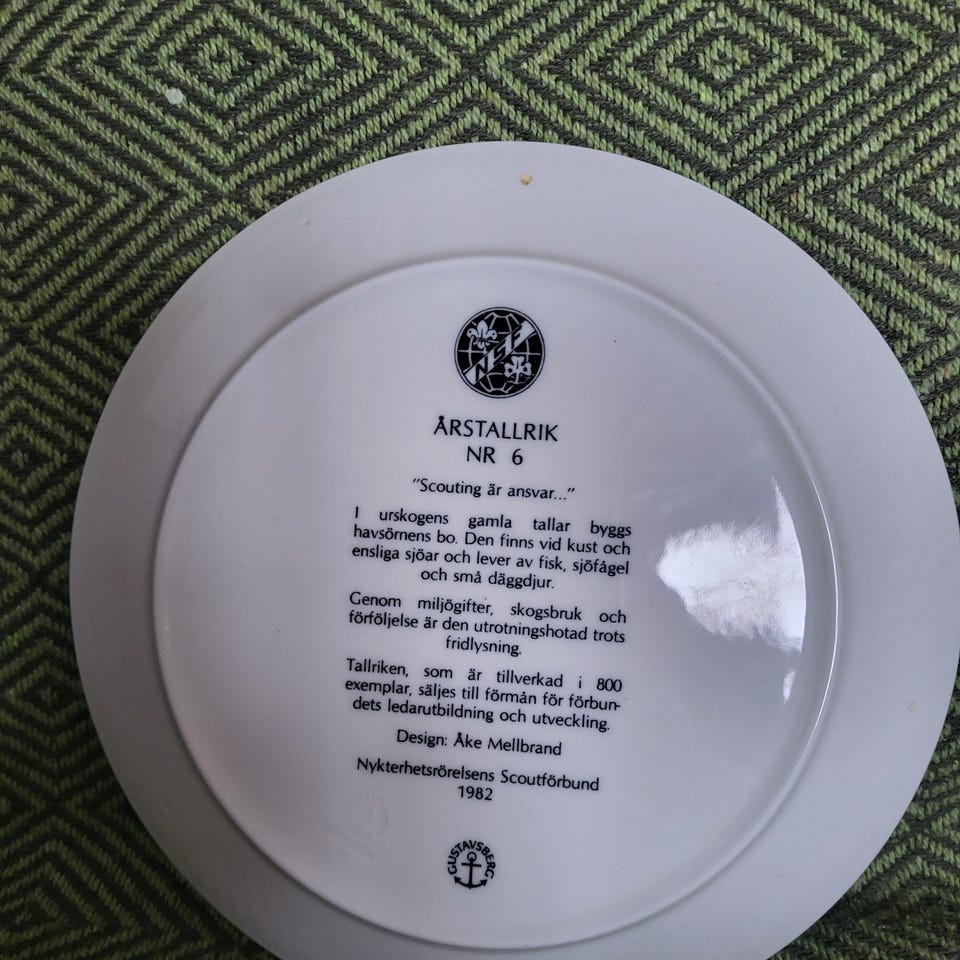 NSF
ÅRSTALLRIK
NR 6
"Scouting är ansvar..."
I urskogens gamla tallar byggs
havsörnens bo. Den finns vid kust och
ensliga sjöar och lever av fisk, sjöfågel
och små däggdjur.
Genom miljögifter, skogsbruk och
förföljelse är den utrotningshotad trots
fridlysning.
Tallriken, som är tillverkad i 800
exemplar, säljes till förmån för förbun-
dets ledarutbildning och utveckling.
Design: Åke Mellbrand
Nykterhetsrörelsens Scoutförbund
1982
GUSTAVSBERG